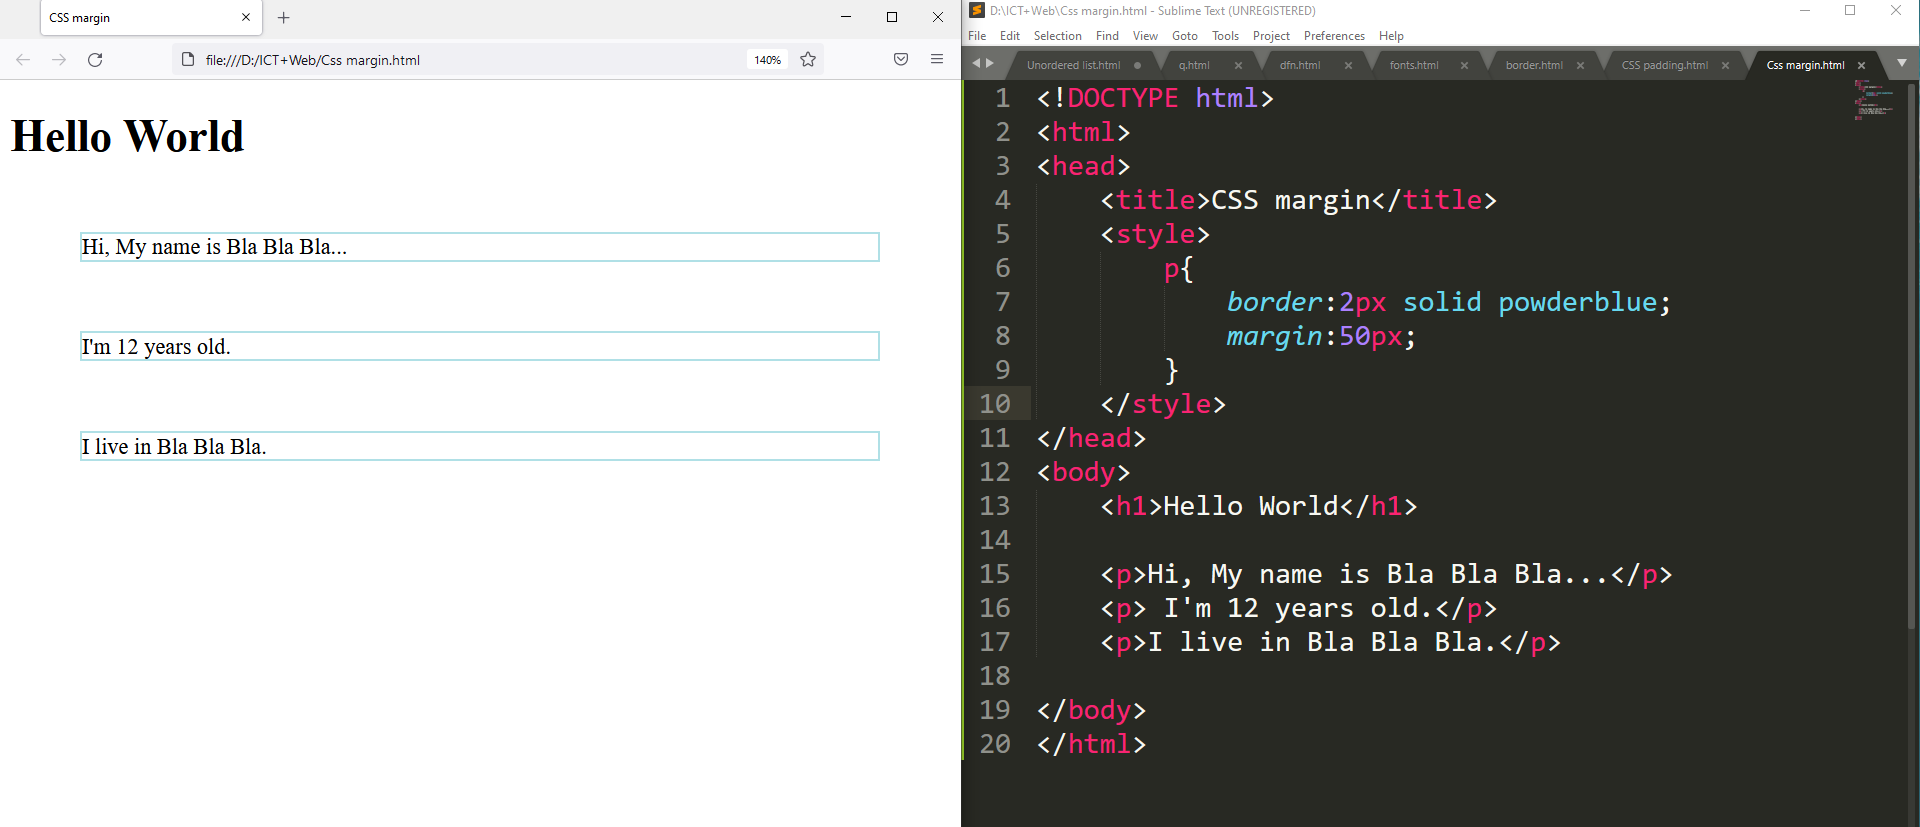 CSS margin
file:///D:/ICT+Web/Css margin.html
140%
Hello World
Hi, My name is Bla Bla Bla...
I'm 12 years old.
I live in Bla Bla Bla.
D:\ICT+Web\Css margin.html - Sublime Text (UNREGISTERED)
File Edit Selection Find View Goto Tools Project Preferences Help
Unordered list.html q.html dfn.html fonts.html border.html CSS padding.html Css margin.html
1 <!DOCTYPE html>
2 <html>
3 <head>
4 <title>CSS margin</title>
5 <style>
6 p{
7 border:2px solid powderblue;
8 margin:50px;
9 }
10 </style>
11 </head>
12 <body>
13 <h1>Hello World</h1>
14
15 <p>Hi, My name is Bla Bla Bla...</p>
16 <p> I'm 12 years old.</p>
17 <p>I live in Bla Bla Bla.</p>
18
19 </body>
20 </html>